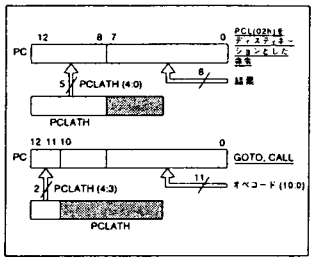 12 8 7 0
PC
PCL(02h)を
ディスティネー
ションとした
命令
5 PCLATH (4:0)
8
結果
PCLATH
12 11 10 0
PC
GOTO, CALL
2 PCLATH (4:3)
11
オペコード (10:0)
PCLATH